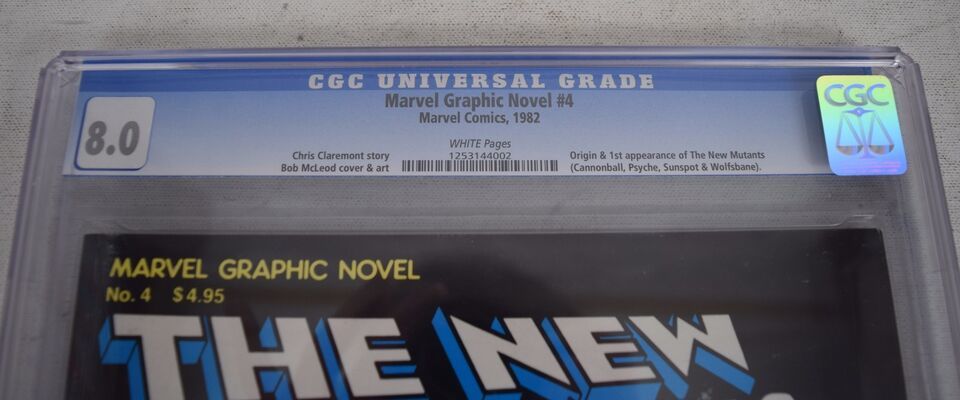 CGC UNIVERSAL GRADE
8.0
Marvel Graphic Novel #4
Marvel Comics, 1982
WHITE Pages
1253144002
Chris Claremont story
Bob McLeod cover & art
Origin & 1st appearance of The New Mutants
(Cannonball, Psyche, Sunspot & Wolfsbane).
CGC
MARVEL GRAPHIC NOVEL
No. 4 $4.95
THE NEW